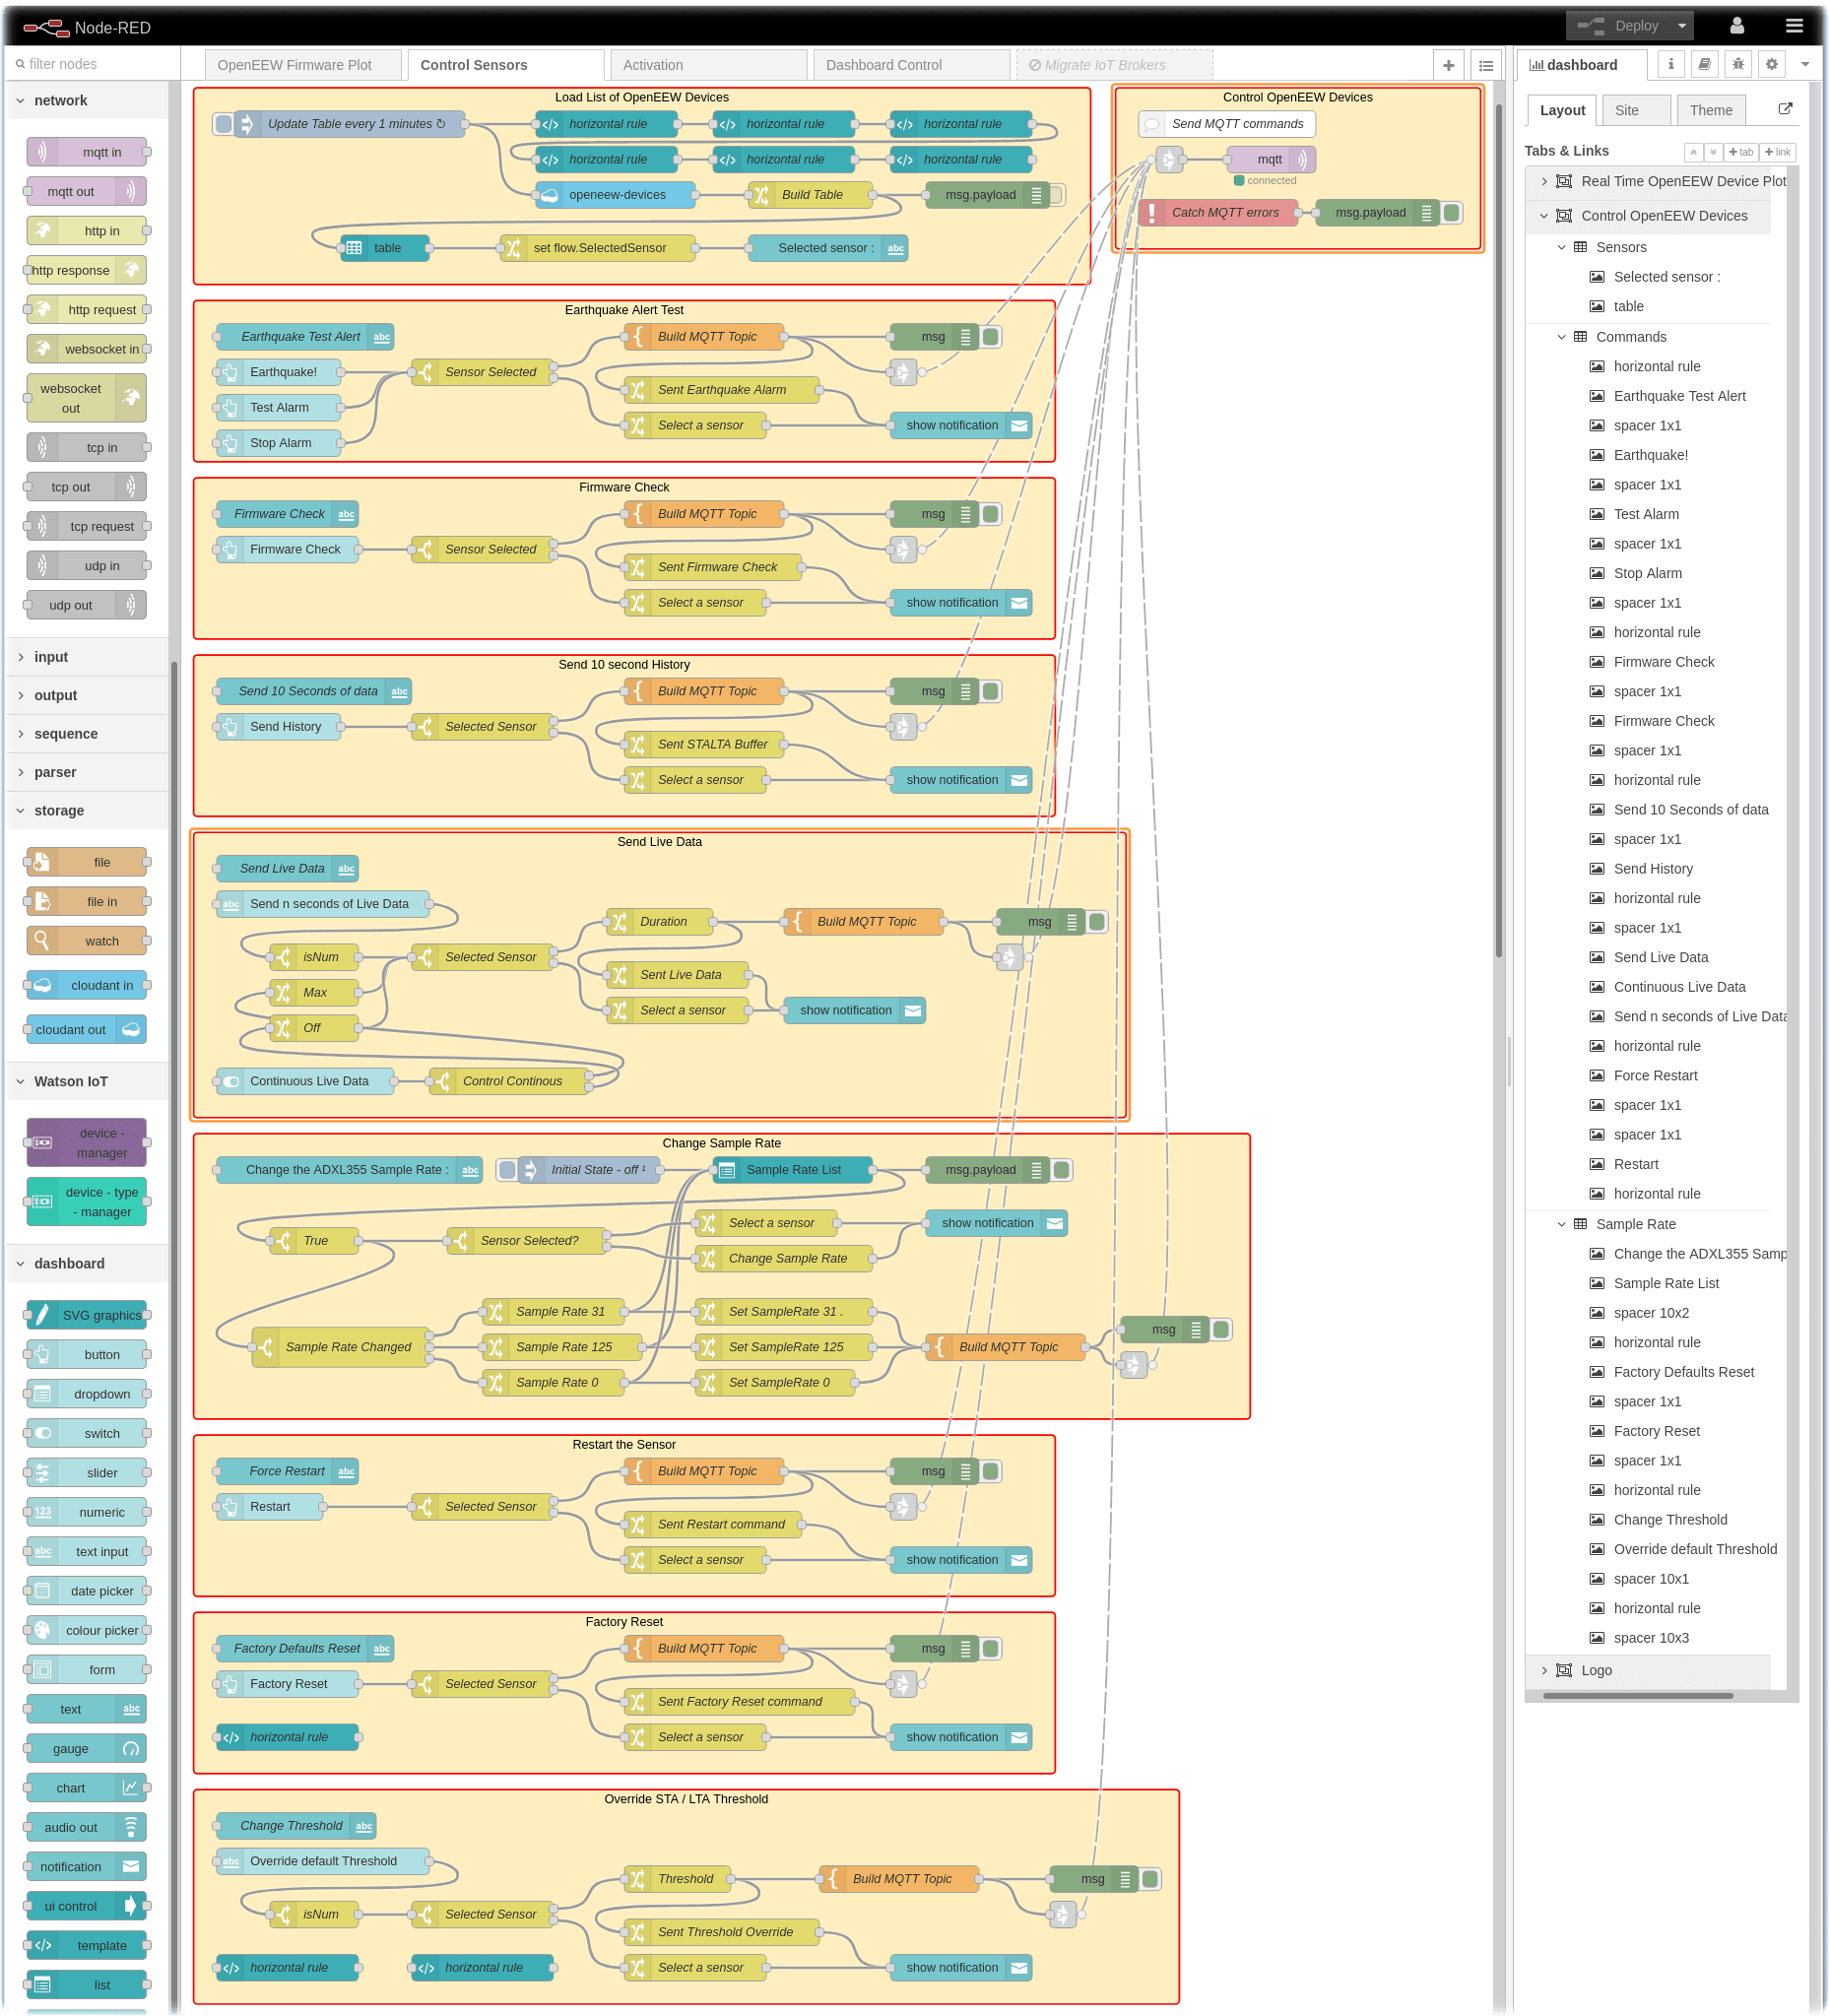 Node-RED
Deploy
filter nodes
OpenEEW Firmware Plot
Control Sensors
Activation
Dashboard Control
Migrate IoT Brokers
dashboard
network
mqtt in
mqtt out
http in
http response
http request
websocket in
websocket
out
tcp in
tcp out
tcp request
udp in
udp out
input
output
sequence
parser
storage
file
file in
watch
cloudant in
cloudant out
Watson IoT
device -
manager
device - type
- manager
dashboard
SVG graphics
button
dropdown
switch
slider
123
numeric
abc
text input
date picker
colour picker
form
text
abc
gauge
chart
audio out
notification
ui control
template
list
Load List of OpenEEW Devices
Update Table every 1 minutes ↻
horizontal rule
horizontal rule
horizontal rule
horizontal rule
horizontal rule
horizontal rule
openeew-devices
Build Table
msg.payload
table
set flow.SelectedSensor
Selected sensor :
abc
Control OpenEEW Devices
Send MQTT commands
mqtt
connected
Catch MQTT errors
msg.payload
Earthquake Alert Test
Earthquake Test Alert
abc
Build MQTT Topic
msg
Earthquake!
Sensor Selected
Sent Earthquake Alarm
Test Alarm
Select a sensor
show notification
Stop Alarm
Firmware Check
Firmware Check
abc
Build MQTT Topic
msg
Firmware Check
Sensor Selected
Sent Firmware Check
Select a sensor
show notification
Send 10 second History
Send 10 Seconds of data
abc
Build MQTT Topic
msg
Send History
Selected Sensor
Sent STALTA Buffer
Select a sensor
show notification
Send Live Data
Send Live Data
abc
abc
Send n seconds of Live Data
Duration
Build MQTT Topic
msg
isNum
Selected Sensor
Sent Live Data
Max
Select a sensor
show notification
Off
Continuous Live Data
Control Continous
Change Sample Rate
Change the ADXL355 Sample Rate :
abc
Initial State - off ¹
Sample Rate List
msg.payload
Select a sensor
show notification
True
Sensor Selected?
Change Sample Rate
Sample Rate 31
Set SampleRate 31 .
msg
Sample Rate Changed
Sample Rate 125
Set SampleRate 125
Build MQTT Topic
Sample Rate 0
Set SampleRate 0
Restart the Sensor
Force Restart
abc
Build MQTT Topic
msg
Restart
Selected Sensor
Sent Restart command
Select a sensor
show notification
Factory Reset
Factory Defaults Reset
abc
Build MQTT Topic
msg
Factory Reset
Selected Sensor
Sent Factory Reset command
horizontal rule
Select a sensor
show notification
Override STA / LTA Threshold
Change Threshold
abc
abc
Override default Threshold
Threshold
Build MQTT Topic
msg
isNum
Selected Sensor
Sent Threshold Override
horizontal rule
horizontal rule
Select a sensor
show notification
Layout
Site
Theme
Tabs & Links
tab
link
Real Time OpenEEW Device Plot
Control OpenEEW Devices
Sensors
Selected sensor :
table
Commands
horizontal rule
Earthquake Test Alert
spacer 1x1
Earthquake!
spacer 1x1
Test Alarm
spacer 1x1
Stop Alarm
spacer 1x1
horizontal rule
Firmware Check
spacer 1x1
Firmware Check
spacer 1x1
horizontal rule
Send 10 Seconds of data
spacer 1x1
Send History
horizontal rule
spacer 1x1
Send Live Data
Continuous Live Data
Send n seconds of Live Data
horizontal rule
Force Restart
spacer 1x1
spacer 1x1
Restart
horizontal rule
Sample Rate
Change the ADXL355 Samp
Sample Rate List
spacer 10x2
horizontal rule
Factory Defaults Reset
spacer 1x1
Factory Reset
spacer 1x1
horizontal rule
Change Threshold
Override default Threshold
spacer 10x1
horizontal rule
spacer 10x3
Logo